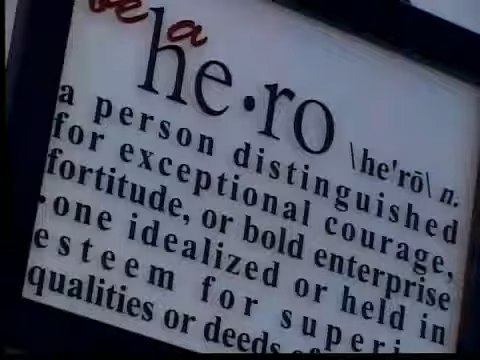 be a
he•ro \he'rō\ n.
a person distinguished
for exceptional courage,
fortitude, or bold enterprise
•one idealized or held in
esteem for superi
qualities or deeds